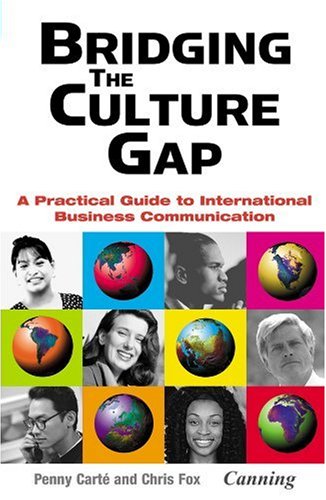 BRIDGING
THE
CULTURE
GAP
A Practical Guide to International
Business Communication
Penny Carté and Chris Fox Canning